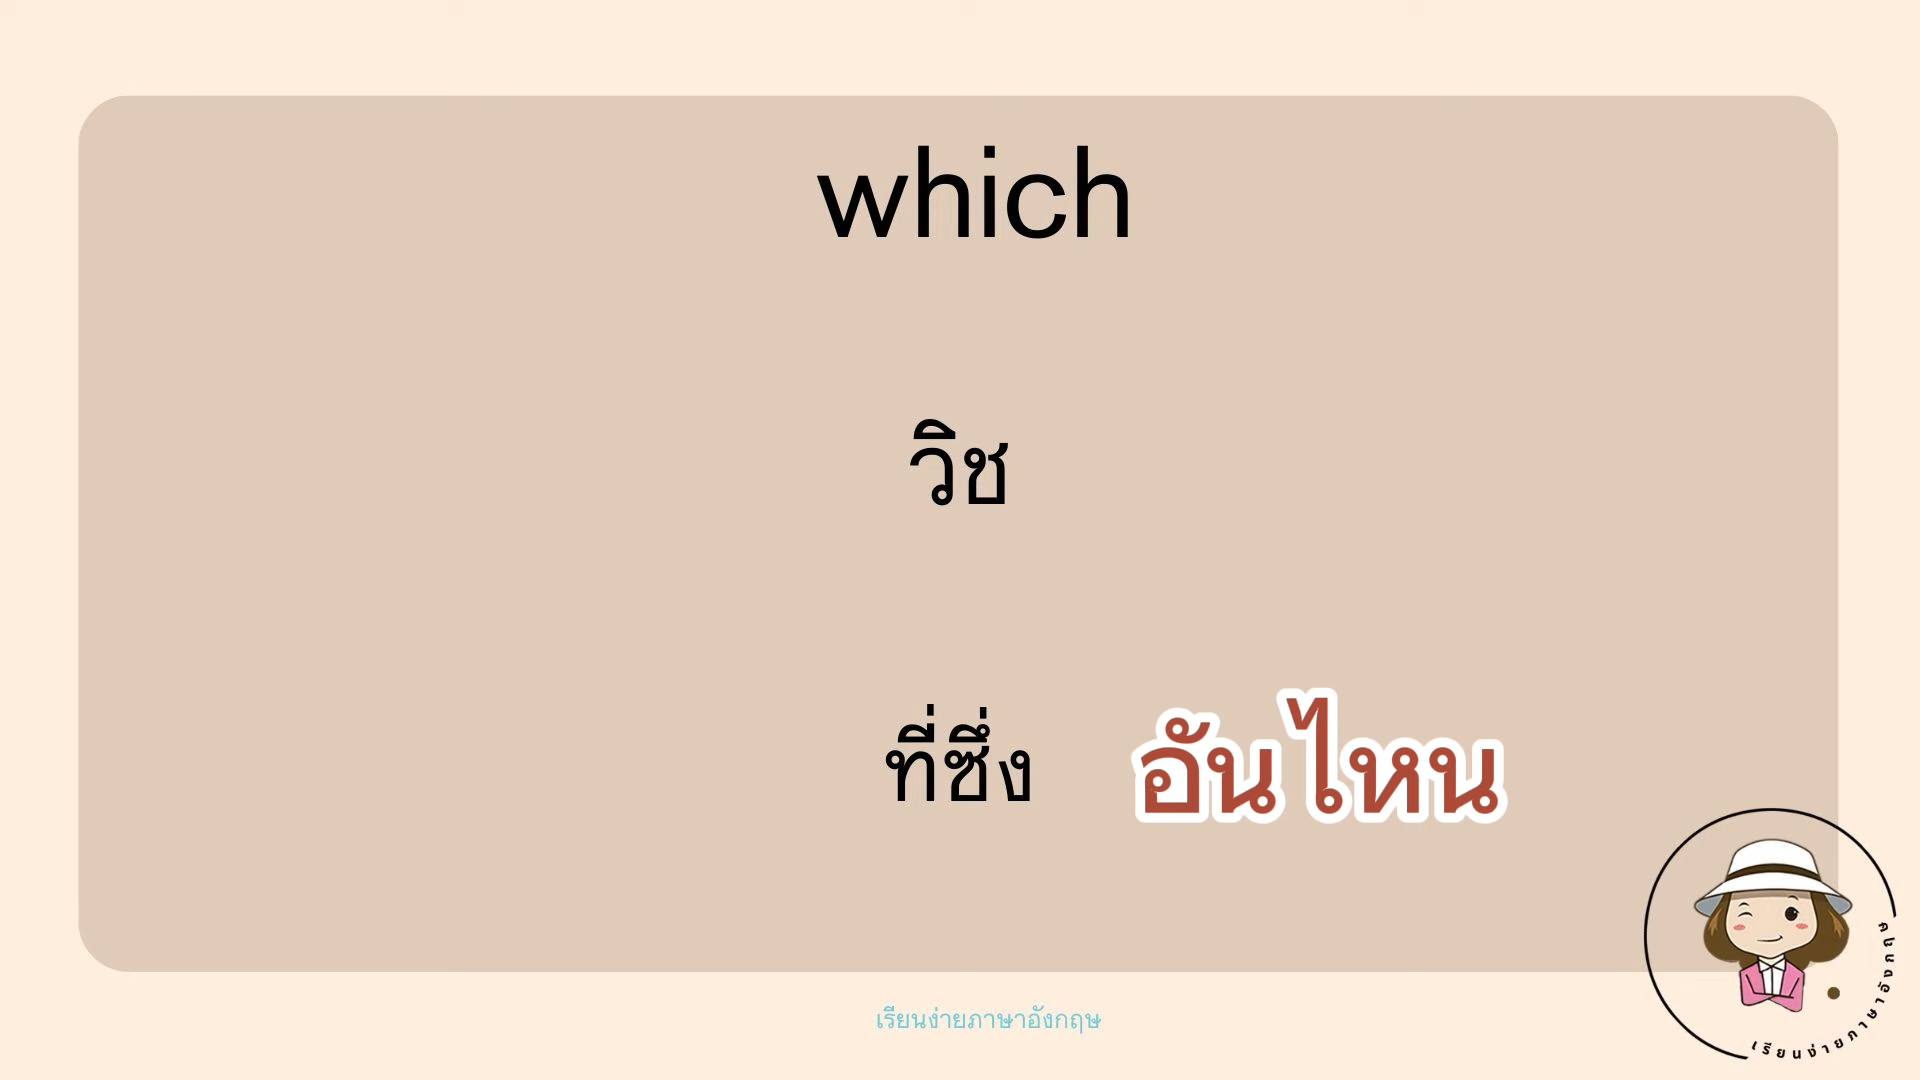 which
วิช
ที่ซึ่ง อันไหน
เรียนง่ายภาษาอังกฤษ
เรียนง่ายภาษาอังกฤษ